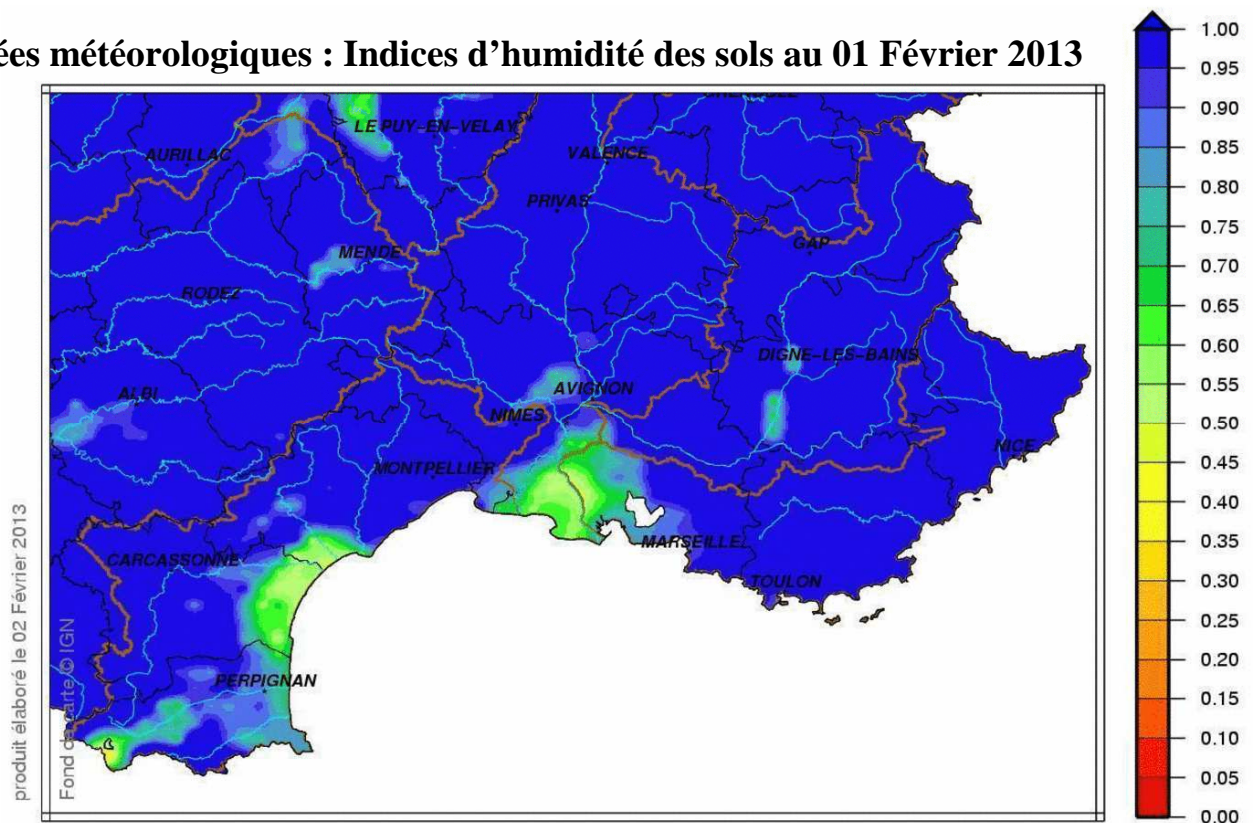 ées météorologiques : Indices d’humidité des sols au 01 Février 2013
LE PUY-EN-VELAY
AURILLAC
VALENCE
PRIVAS
GAP
MENDE
RODEZ
DIGNE-LES-BAINS
ALBI
AVIGNON
NIMES
NICE
MONTPELLIER
MARSEILLE
CARCASSONNE
TOULON
PERPIGNAN
produit élaboré le 02 Février 2013
Fond de carte © IGN
1.00
0.95
0.90
0.85
0.80
0.75
0.70
0.65
0.60
0.55
0.50
0.45
0.40
0.35
0.30
0.25
0.20
0.15
0.10
0.05
0.00